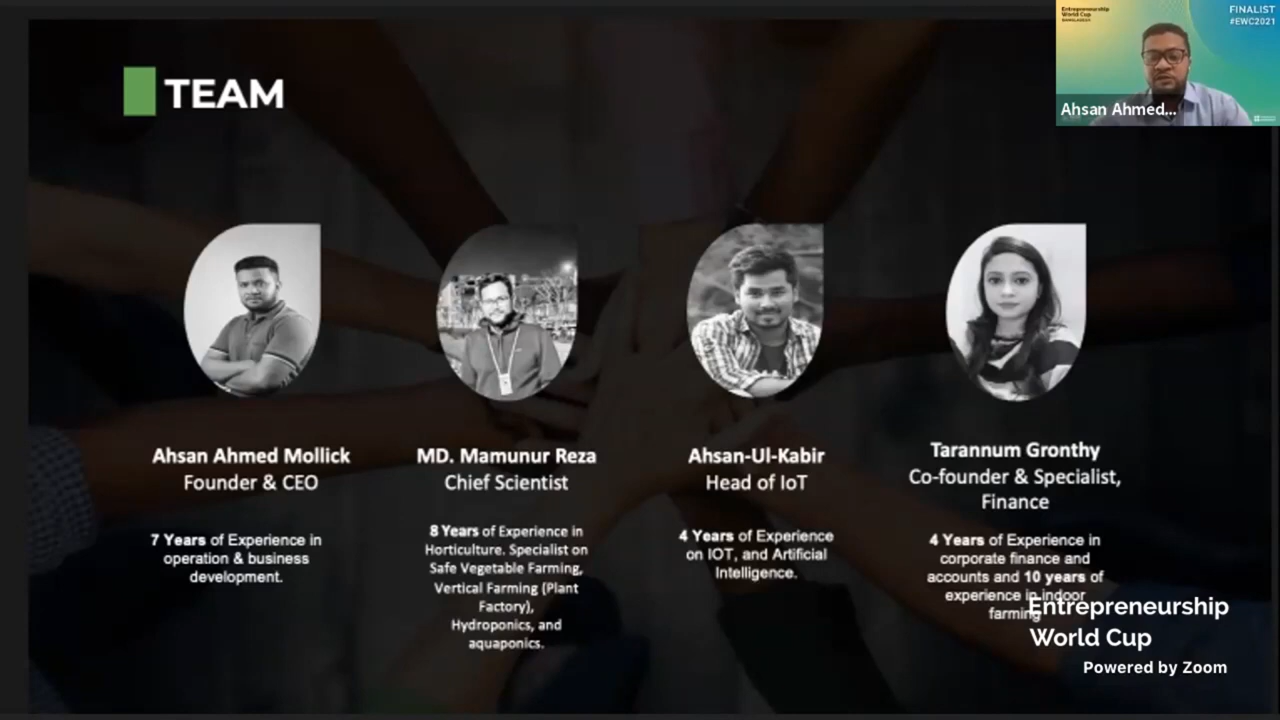 Entrepreneurship
World Cup
BANGLADESH
FINALIST
#EWC2021
Ahsan Ahmed...
TEAM
Ahsan Ahmed Mollick
Founder & CEO
7 Years of Experience in
operation & business
development.
MD. Mamunur Reza
Chief Scientist
8 Years of Experience in
Horticulture. Specialist on
Safe Vegetable Farming,
Vertical Farming (Plant
Factory),
Hydroponics, and
aquaponics.
Ahsan-Ul-Kabir
Head of IoT
4 Years of Experience
on IOT, and Artificial
Intelligence.
Tarannum Gronthy
Co-founder & Specialist,
Finance
4 Years of Experience in
corporate finance and
accounts and 10 years of
experience in indoor
farming
Entrepreneurship
World Cup
Powered by Zoom